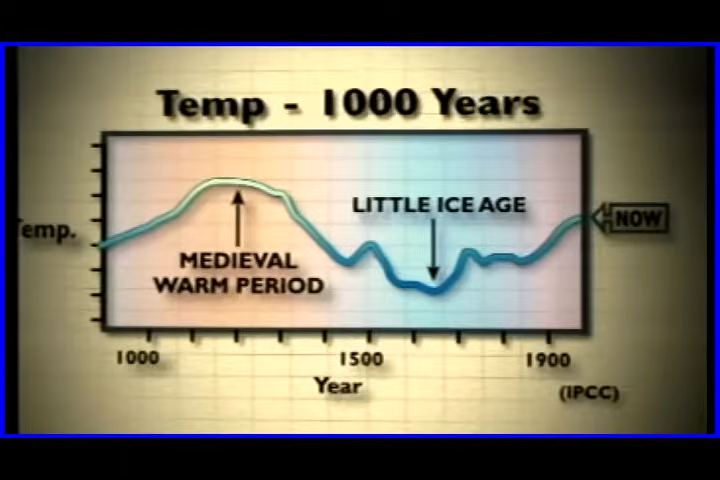 Temp - 1000 Years
LITTLE ICE AGE
NOW
emp.
MEDIEVAL
WARM PERIOD
1000
1500
1900
Year
(IPCC)